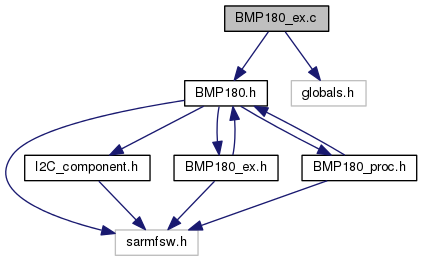 BMP180_ex.c
BMP180.h
globals.h
I2C_component.h
BMP180_ex.h
BMP180_proc.h
sarmfsw.h